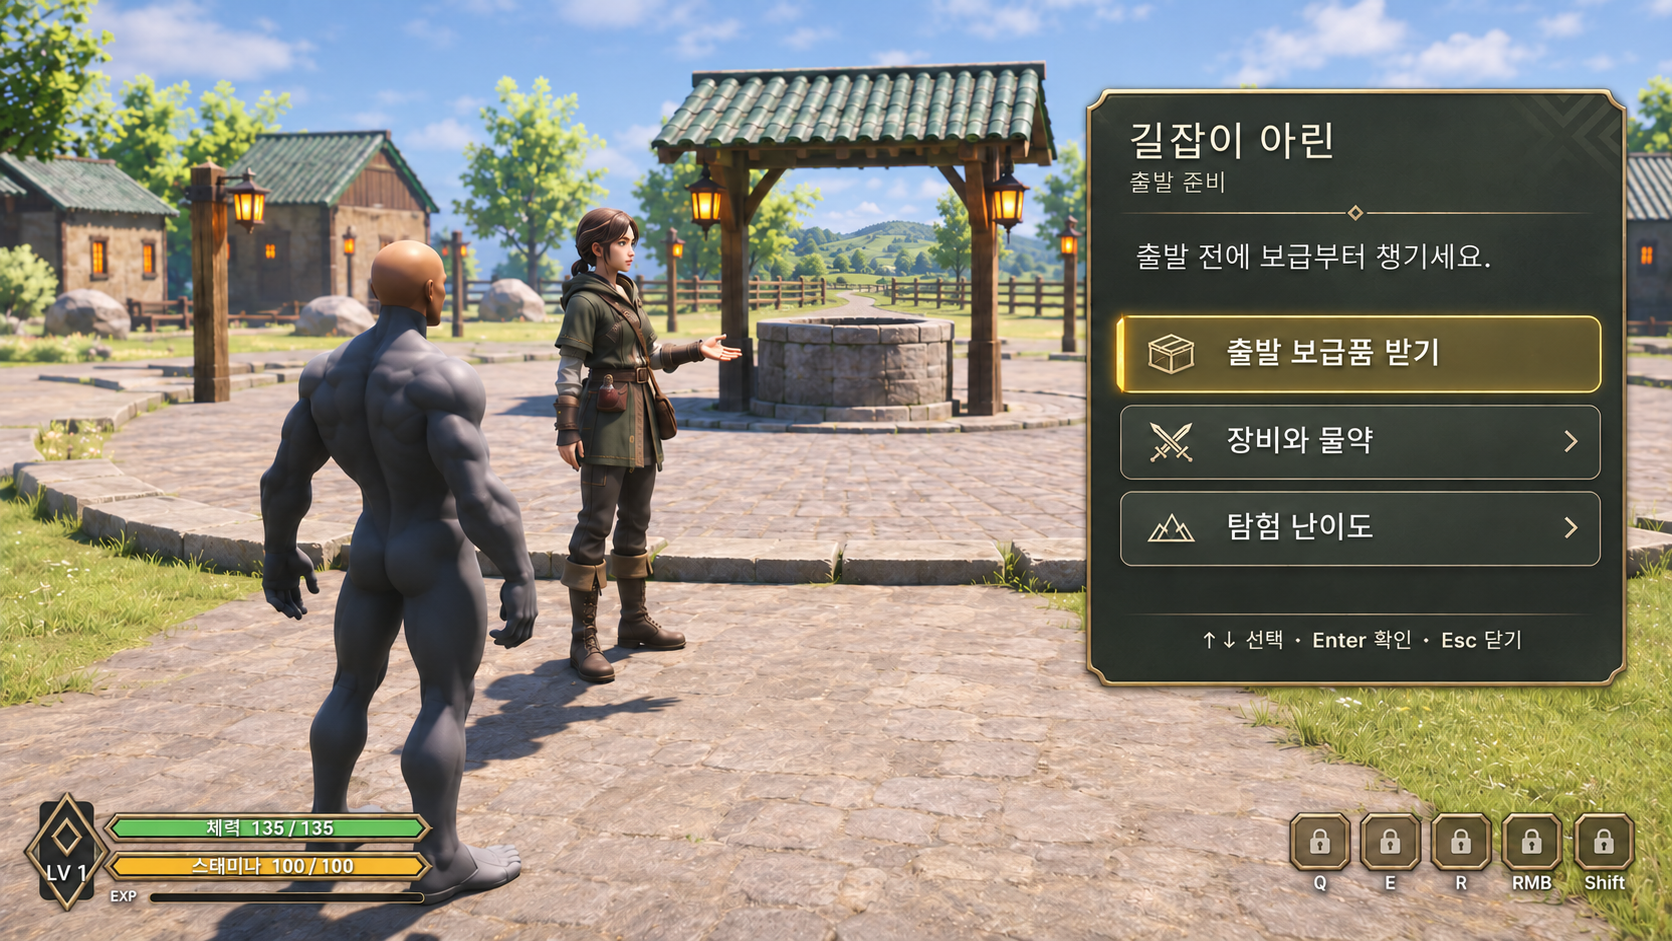 길잡이 아린
출발 준비
출발 전에 보급부터 챙기세요.
출발 보급품 받기
장비와 물약
탐험 난이도
↑↓ 선택 · Enter 확인 · Esc 닫기
체력 135/135
스태미나 100/100
LV 1
EXP
Q E R RMB Shift